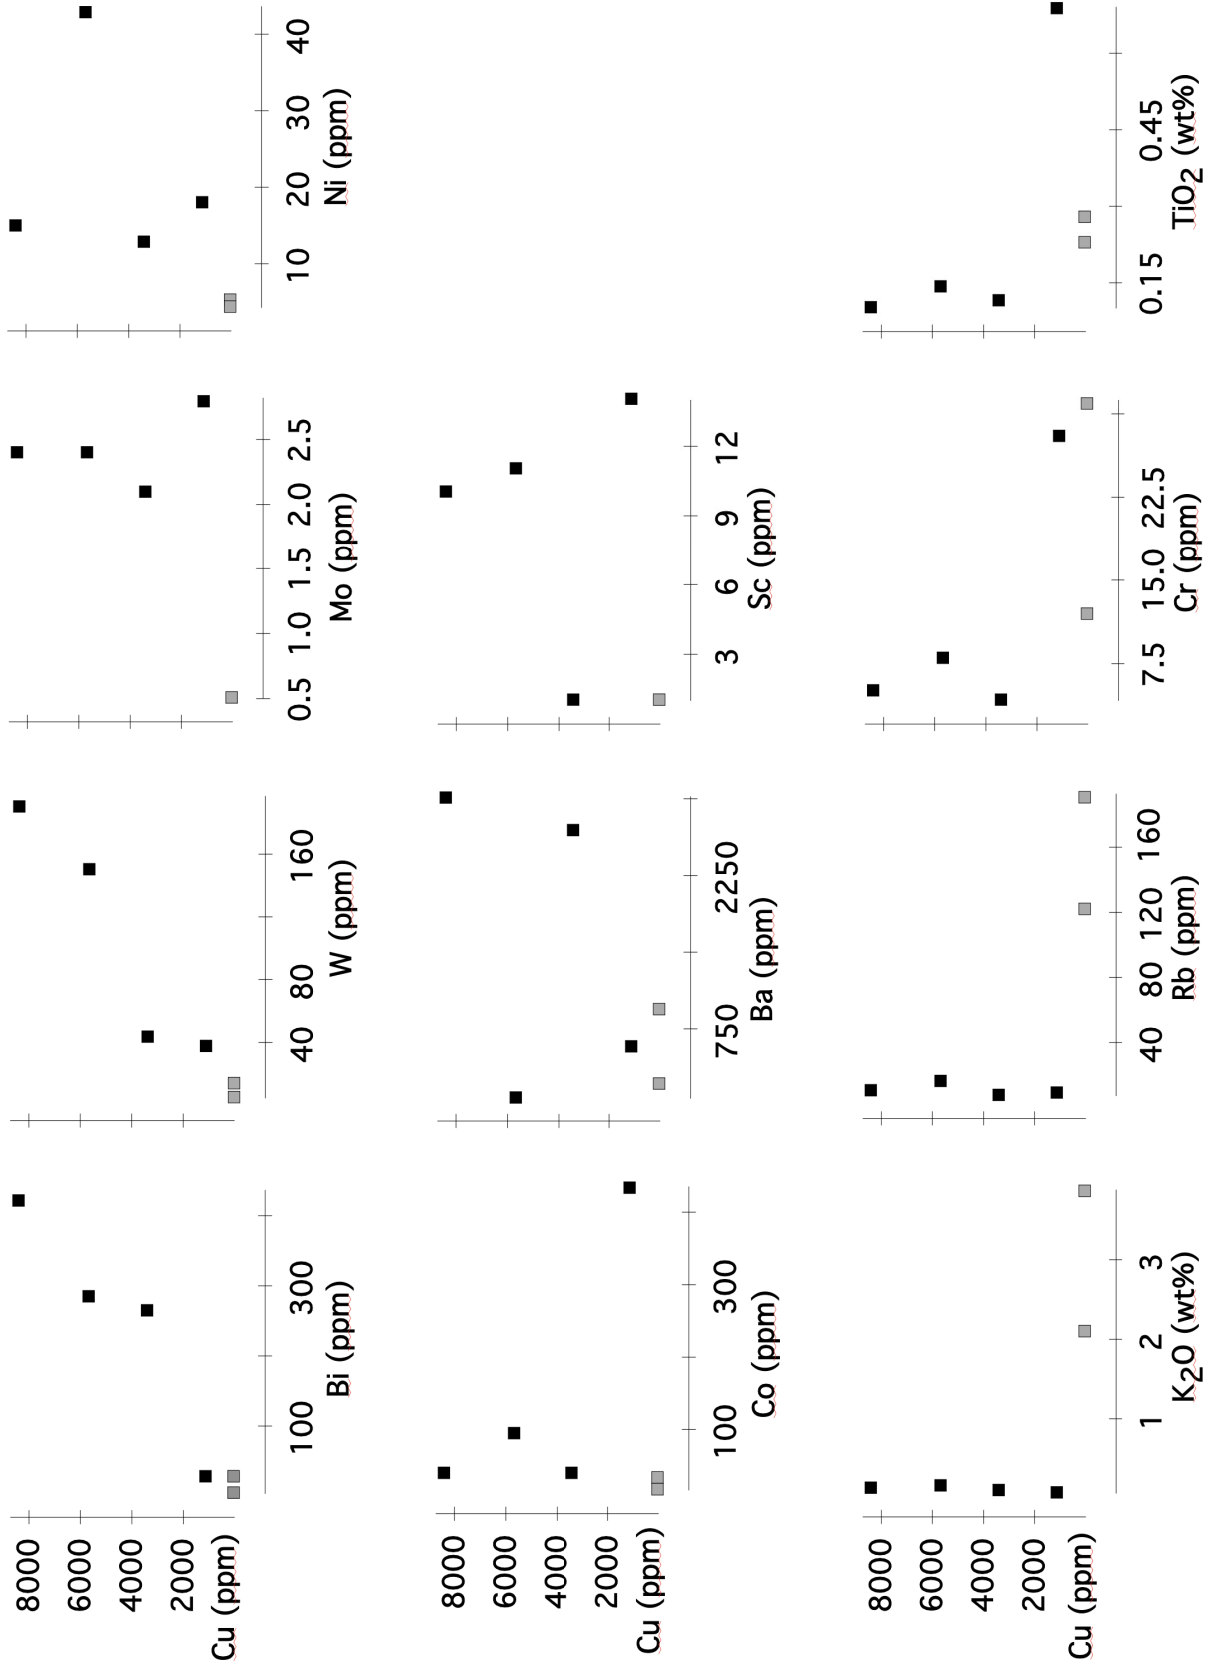 8000
6000
4000
2000
Cu (ppm)
100 300 40 80 160 0.5 1.0 1.5 2.0 2.5 10 20 30 40
Bi (ppm) W (ppm) Mo (ppm) Ni (ppm)
8000
6000
4000
2000
Cu (ppm)
100 300 750 2250 3 6 9 12
Co (ppm) Ba (ppm) Sc (ppm)
8000
6000
4000
2000
Cu (ppm)
1 2 3 40 80 120 160 7.5 15.0 22.5 0.15 0.45
K2O (wt%) Rb (ppm) Cr (ppm) TiO2 (wt%)